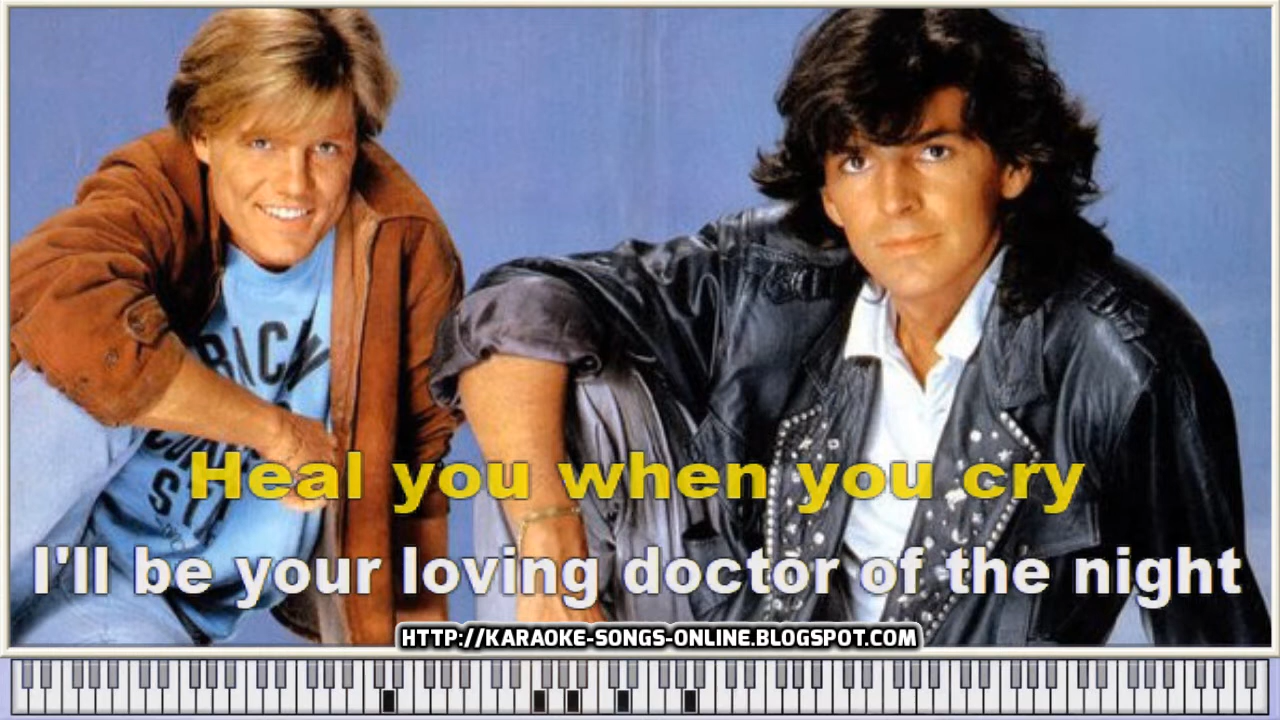 Heal you when you cry
I'll be your loving doctor of the night
HTTP://KARAOKE-SONGS-ONLINE.BLOGSPOT.COM